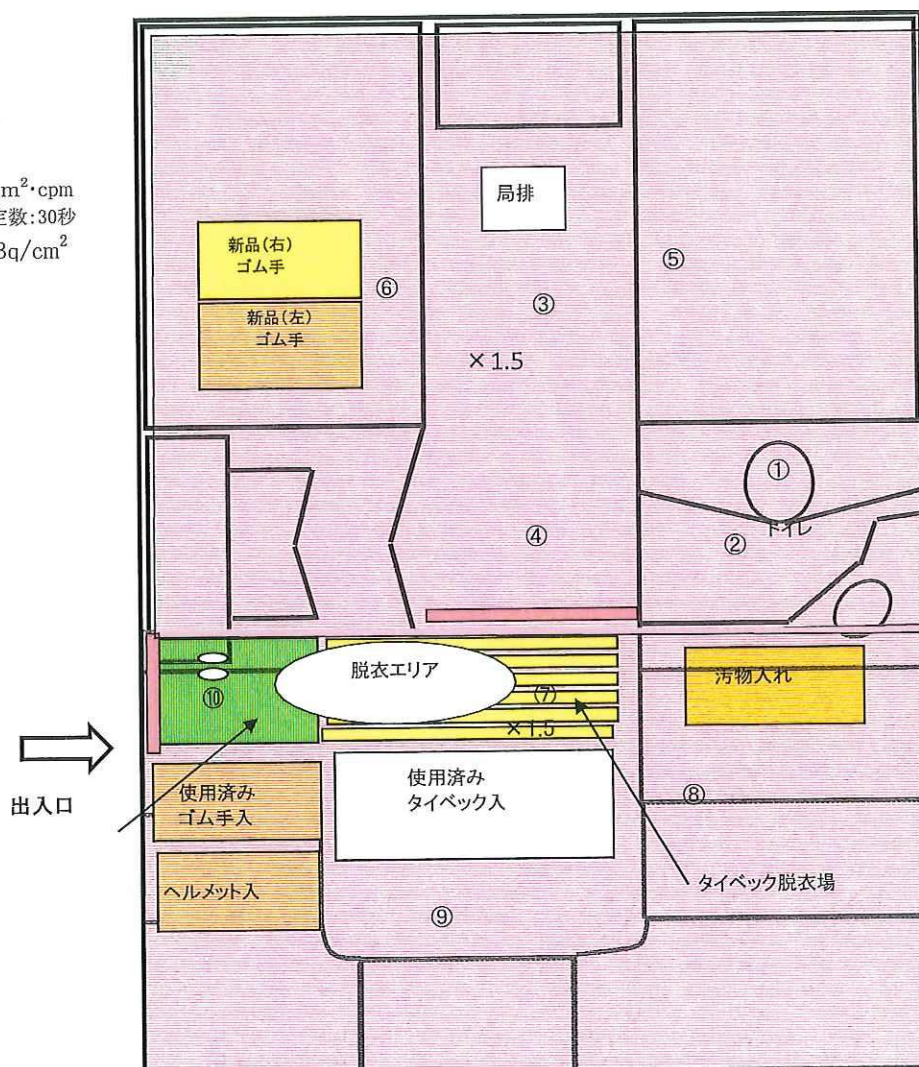 m²・cpm
定数:30秒
Bq/cm²
局排
新品(右)
ゴム手
⑥
③
⑤
新品(左)
ゴム手
×1.5
①
④
②
トイレ
脱衣エリア
汚物入れ
⑩
⑦
×1.5
出入口
使用済み
ゴム手入
使用済み
タイベック入
⑧
ヘルメット入
タイベック脱衣場
⑨